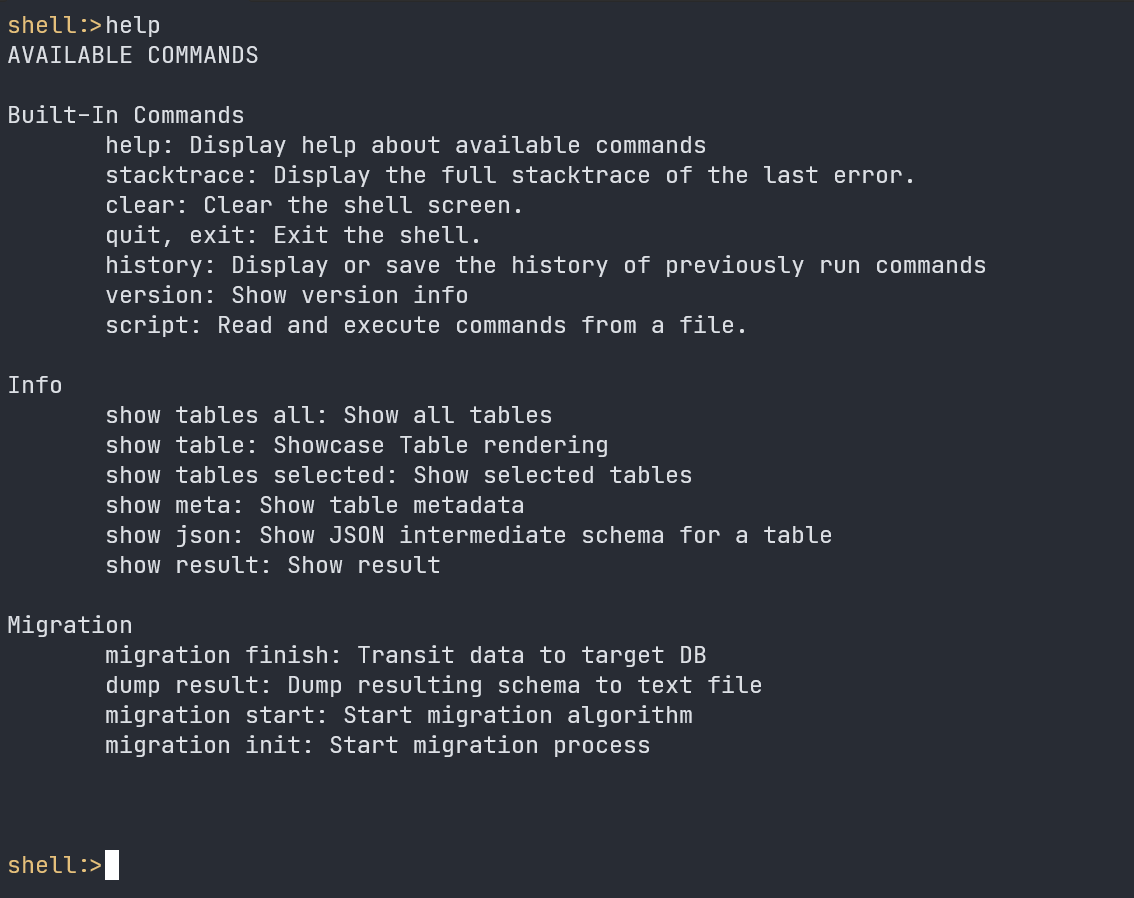 shell:>help
AVAILABLE COMMANDS
Built-In Commands
help: Display help about available commands
stacktrace: Display the full stacktrace of the last error.
clear: Clear the shell screen.
quit, exit: Exit the shell.
history: Display or save the history of previously run commands
version: Show version info
script: Read and execute commands from a file.
Info
show tables all: Show all tables
show table: Showcase Table rendering
show tables selected: Show selected tables
show meta: Show table metadata
show json: Show JSON intermediate schema for a table
show result: Show result
Migration
migration finish: Transit data to target DB
dump result: Dump resulting schema to text file
migration start: Start migration algorithm
migration init: Start migration process
shell:>